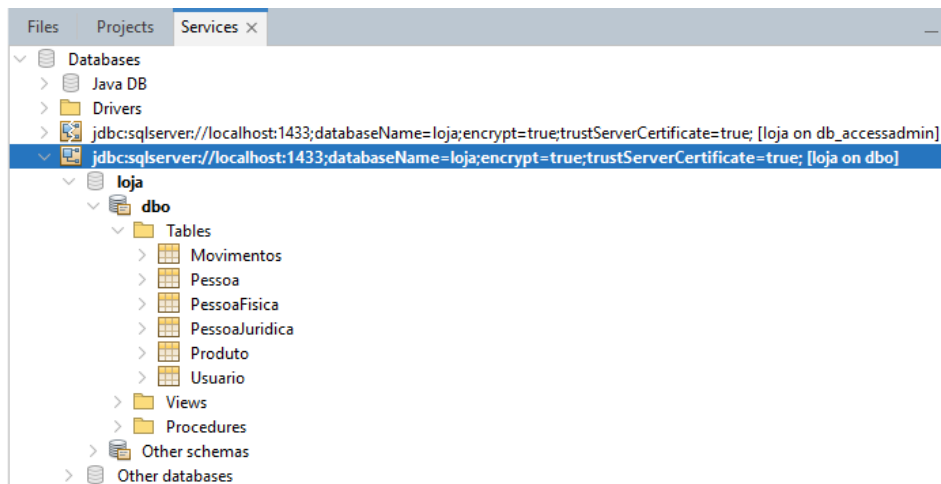 Files Projects Services
Databases
Java DB
Drivers
jdbc:sqlserver://localhost:1433;databaseName=loja;encrypt=true;trustServerCertificate=true; [loja on db_accessadmin]
jdbc:sqlserver://localhost:1433;databaseName=loja;encrypt=true;trustServerCertificate=true; [loja on dbo]
loja
dbo
Tables
Movimentos
Pessoa
PessoaFisica
PessoaJuridica
Produto
Usuario
Views
Procedures
Other schemas
Other databases